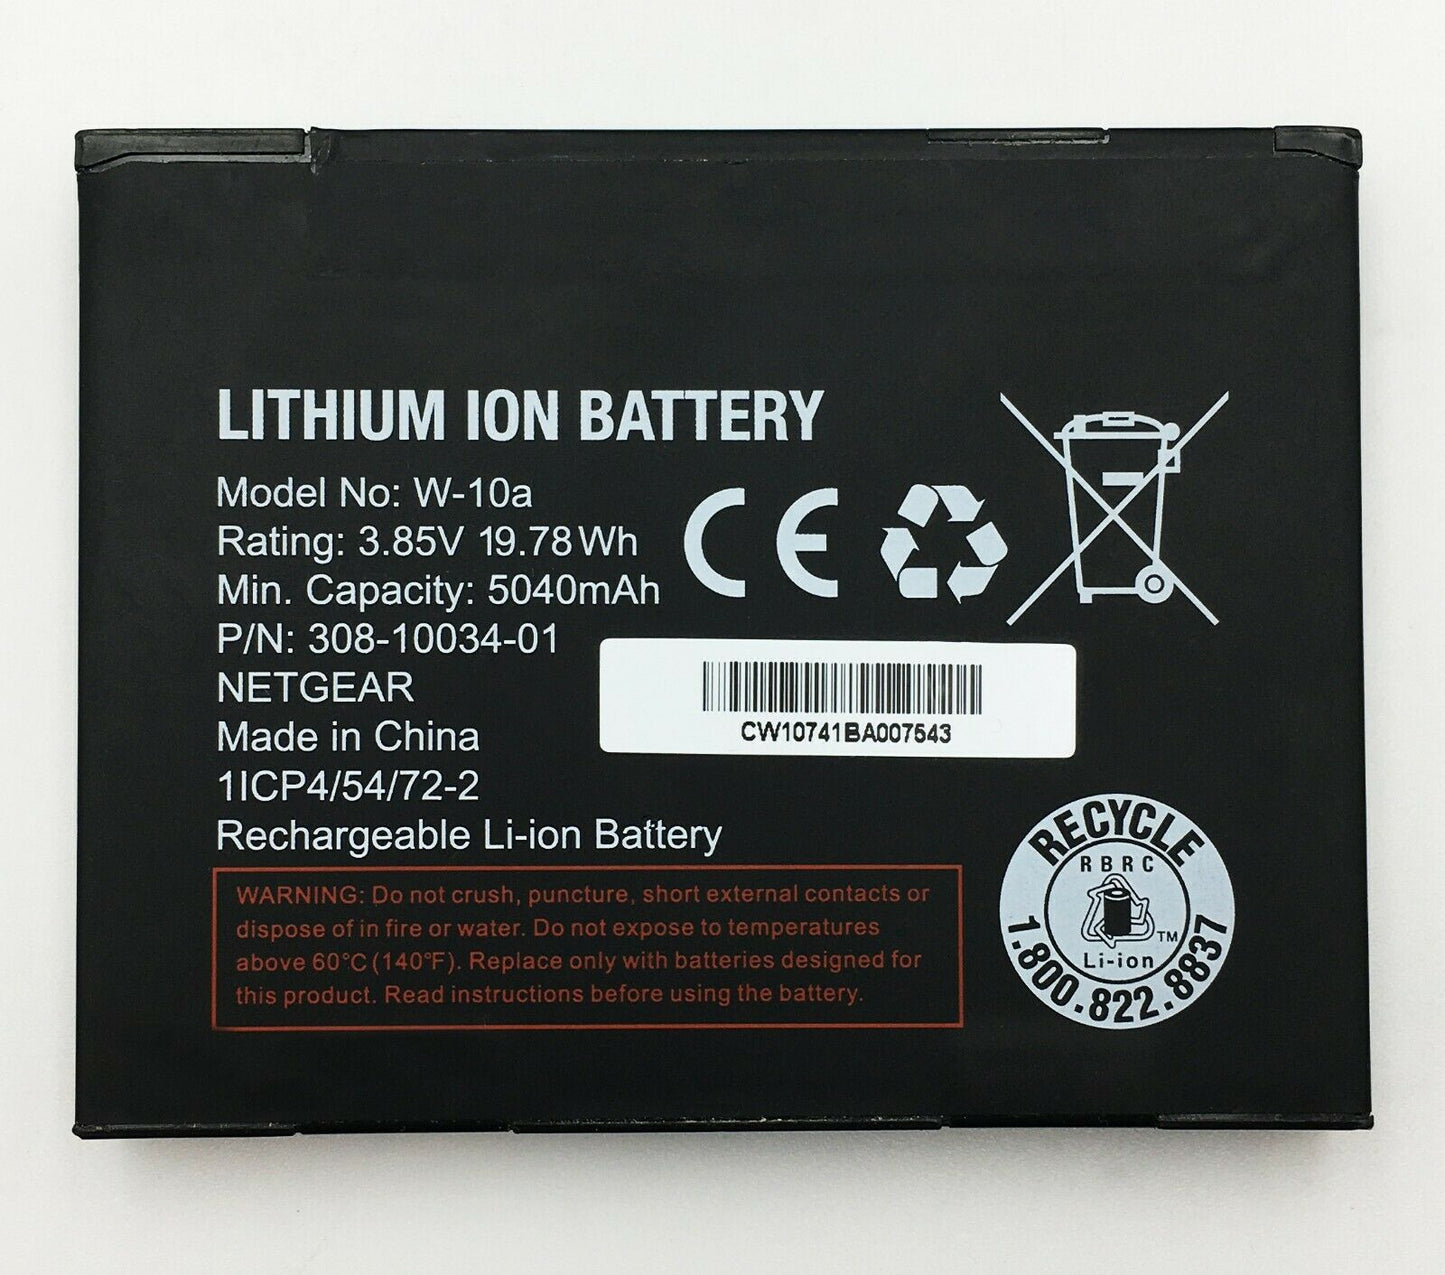 LITHIUM ION BATTERY
Model No: W-10a
Rating: 3.85V 19.78Wh
Min. Capacity: 5040mAh
P/N: 308-10034-01
NETGEAR
Made in China
1ICP4/54/72-2
Rechargeable Li-ion Battery
CE
CW10741BA007543
WARNING: Do not crush, puncture, short external contacts or
dispose of in fire or water. Do not expose to temperatures
above 60°C (140°F). Replace only with batteries designed for
this product. Read instructions before using the battery.
RECYCLE
RBRC
TM
Li-ion
1.800.822.8837